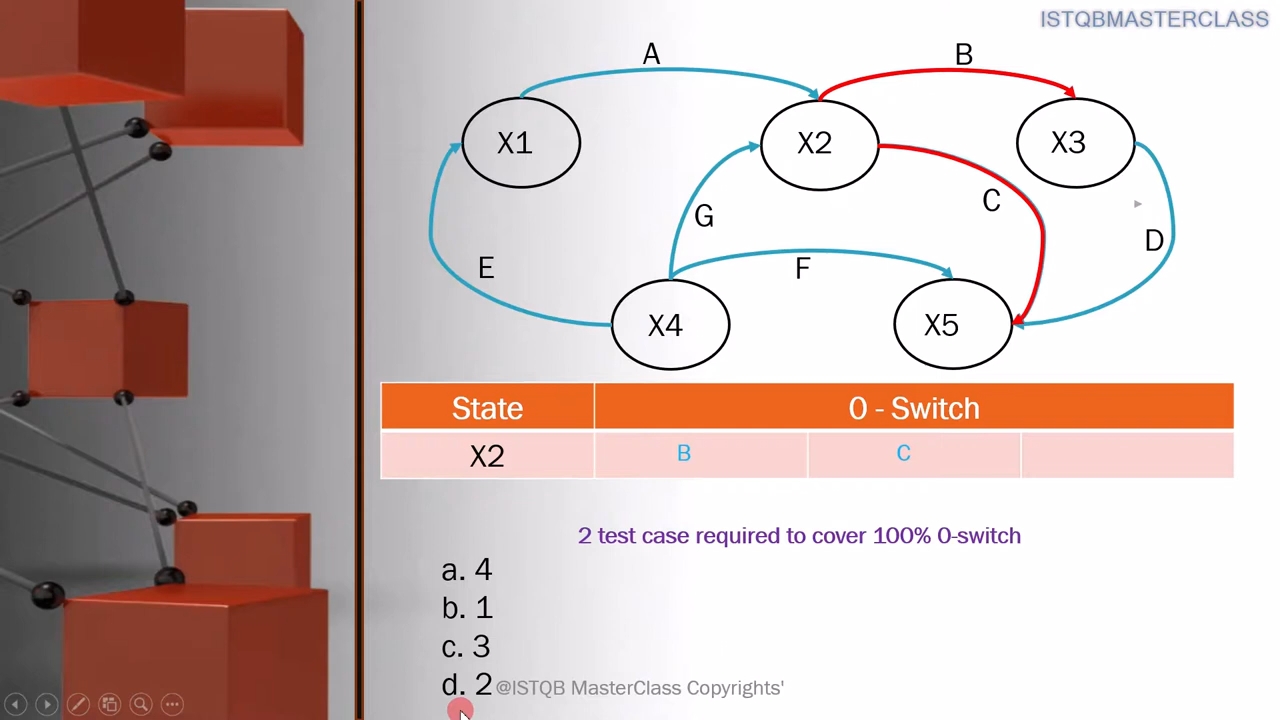 ISTQBMASTERCLASS
A
B
X1
X2
X3
C
G
D
E
F
X4
X5
State
0 - Switch
X2
B
C
2 test case required to cover 100% 0-switch
a. 4
b. 1
c. 3
d. 2
@ISTQB MasterClass Copyrights'